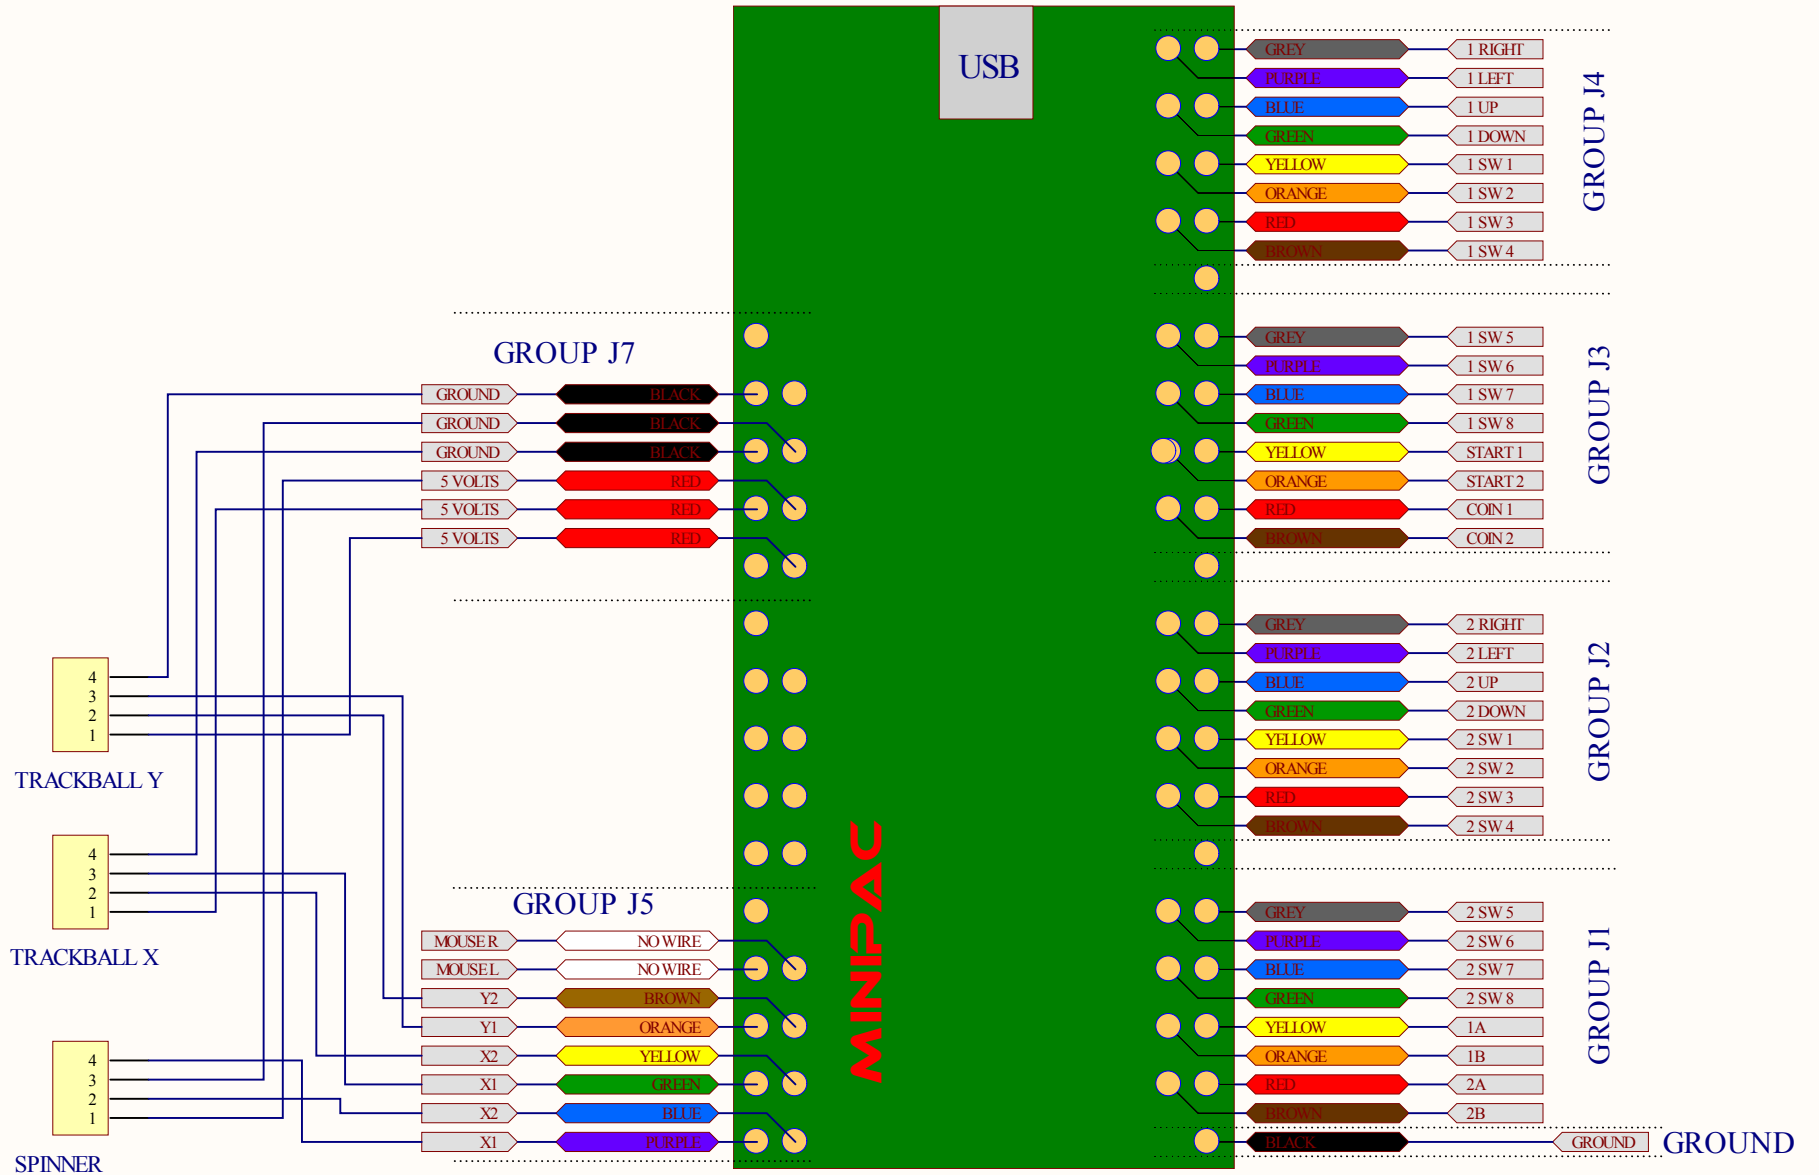 USB
GREY 1 RIGHT
PURPLE 1 LEFT
BLUE 1 UP
GREEN 1 DOWN
YELLOW 1 SW 1
ORANGE 1 SW 2
RED 1 SW 3
BROWN 1 SW 4
GROUP J4
GREY 1 SW 5
PURPLE 1 SW 6
BLUE 1 SW 7
GREEN 1 SW 8
YELLOW START 1
ORANGE START 2
RED COIN 1
BROWN COIN 2
GROUP J3
GREY 2 RIGHT
PURPLE 2 LEFT
BLUE 2 UP
GREEN 2 DOWN
YELLOW 2 SW 1
ORANGE 2 SW 2
RED 2 SW 3
BROWN 2 SW 4
GROUP J2
GREY 2 SW 5
PURPLE 2 SW 6
BLUE 2 SW 7
GREEN 2 SW 8
YELLOW 1A
ORANGE 1B
RED 2A
BROWN 2B
GROUP J1
BLACK GROUND GROUND
GROUP J7
GROUND BLACK
GROUND BLACK
GROUND BLACK
5 VOLTS RED
5 VOLTS RED
5 VOLTS RED
GROUP J5
MOUSE R NO WIRE
MOUSE L NO WIRE
Y2 BROWN
Y1 ORANGE
X2 YELLOW
X1 GREEN
X2 BLUE
X1 PURPLE
MINIPAC
4
3
2
1
TRACKBALL Y
4
3
2
1
TRACKBALL X
4
3
2
1
SPINNER